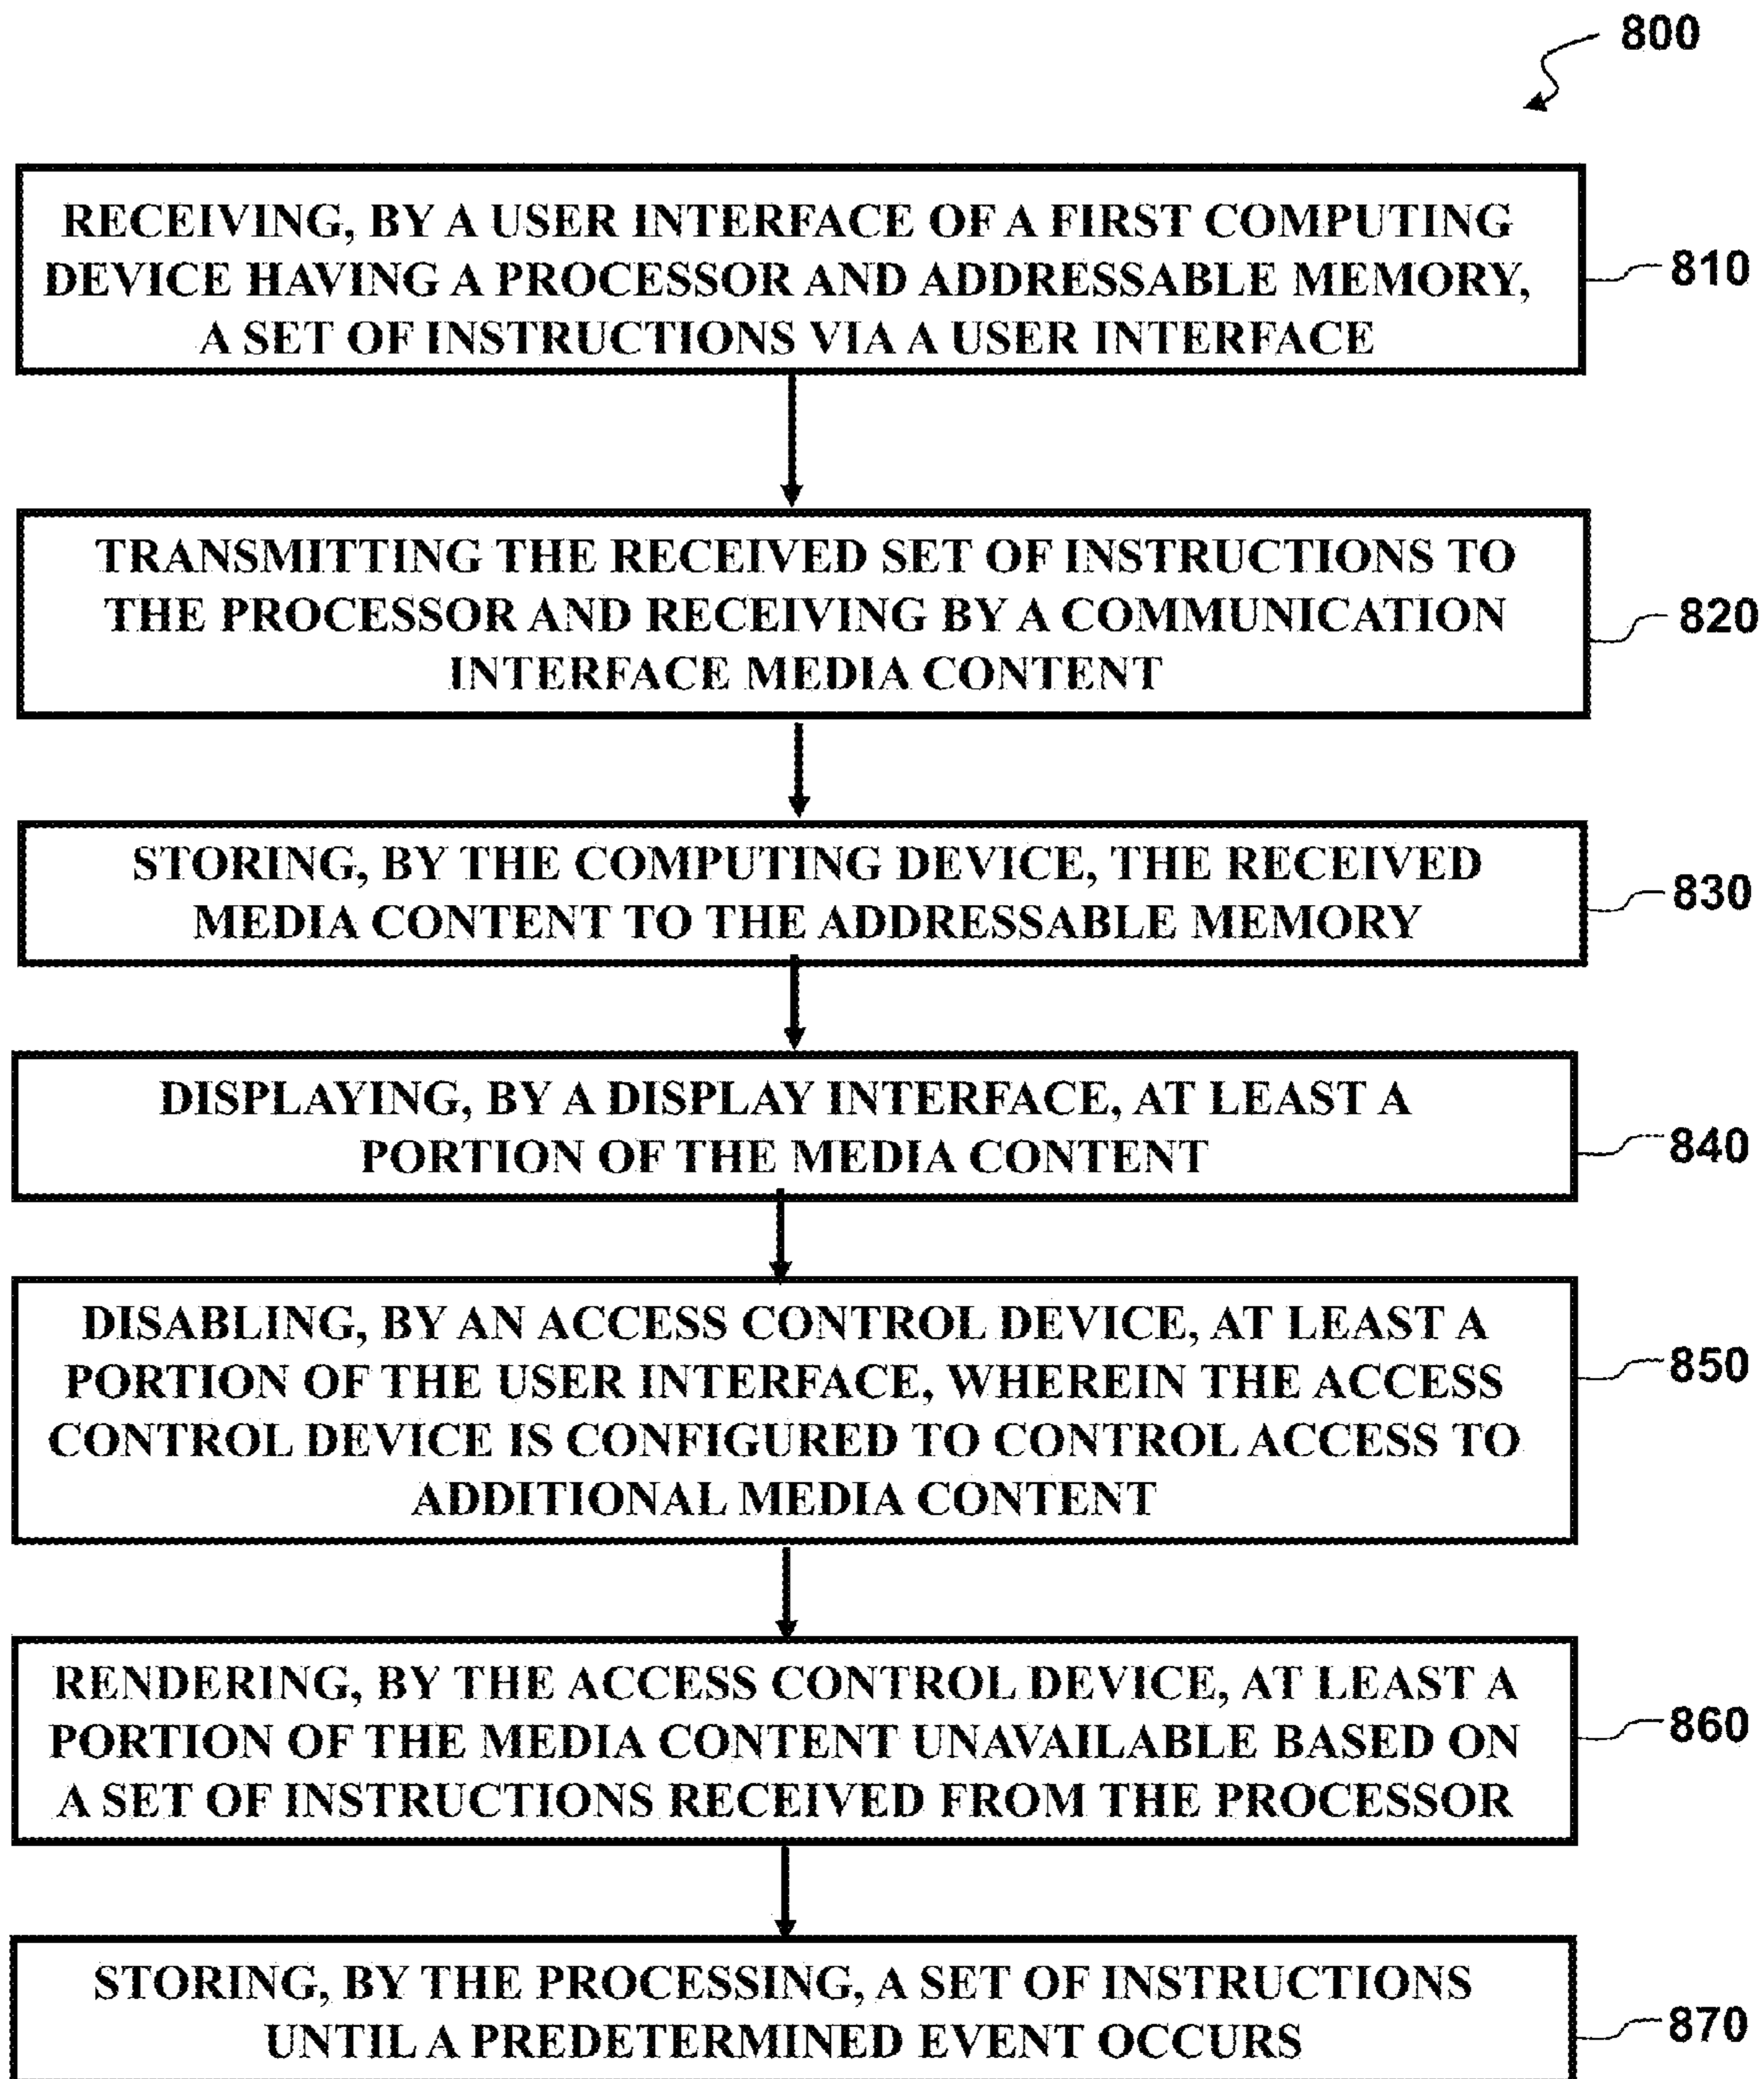 800
RECEIVING, BY A USER INTERFACE OF A FIRST COMPUTING
DEVICE HAVING A PROCESSOR AND ADDRESSABLE MEMORY,
A SET OF INSTRUCTIONS VIA A USER INTERFACE
810
TRANSMITTING THE RECEIVED SET OF INSTRUCTIONS TO
THE PROCESSOR AND RECEIVING BY A COMMUNICATION
INTERFACE MEDIA CONTENT
820
STORING, BY THE COMPUTING DEVICE, THE RECEIVED
MEDIA CONTENT TO THE ADDRESSABLE MEMORY
830
DISPLAYING, BY A DISPLAY INTERFACE, AT LEAST A
PORTION OF THE MEDIA CONTENT
840
DISABLING, BY AN ACCESS CONTROL DEVICE, AT LEAST A
PORTION OF THE USER INTERFACE, WHEREIN THE ACCESS
CONTROL DEVICE IS CONFIGURED TO CONTROL ACCESS TO
ADDITIONAL MEDIA CONTENT
850
RENDERING, BY THE ACCESS CONTROL DEVICE, AT LEAST A
PORTION OF THE MEDIA CONTENT UNAVAILABLE BASED ON
A SET OF INSTRUCTIONS RECEIVED FROM THE PROCESSOR
860
STORING, BY THE PROCESSING, A SET OF INSTRUCTIONS
UNTIL A PREDETERMINED EVENT OCCURS
870